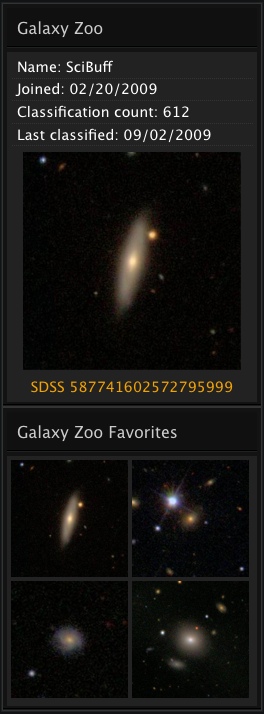 Galaxy Zoo
Name: SciBuff
Joined: 02/20/2009
Classification count: 612
Last classified: 09/02/2009
SDSS 587741602572795999
Galaxy Zoo Favorites